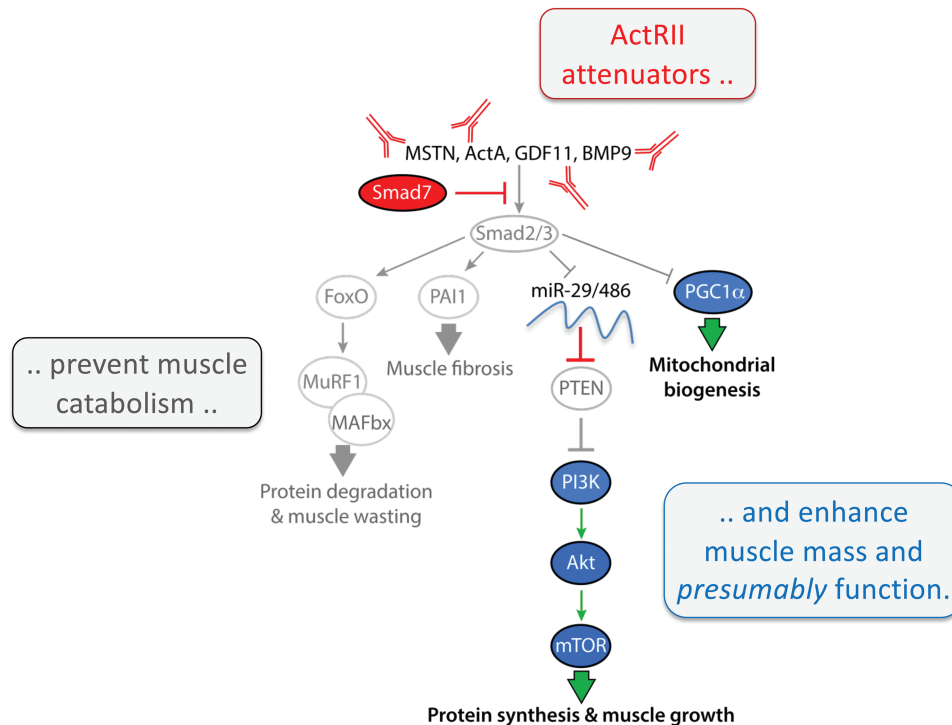 ActRII
attenuators ..
MSTN, ActA, GDF11, BMP9
Smad7
Smad2/3
FoxO
PAI1
miR-29/486
PGC1α
.. prevent muscle
catabolism ..
Muscle fibrosis
Mitochondrial
biogenesis
MuRF1
PTEN
MAFbx
Protein degradation
& muscle wasting
PI3K
.. and enhance
muscle mass and
presumably function.
Akt
mTOR
Protein synthesis & muscle growth